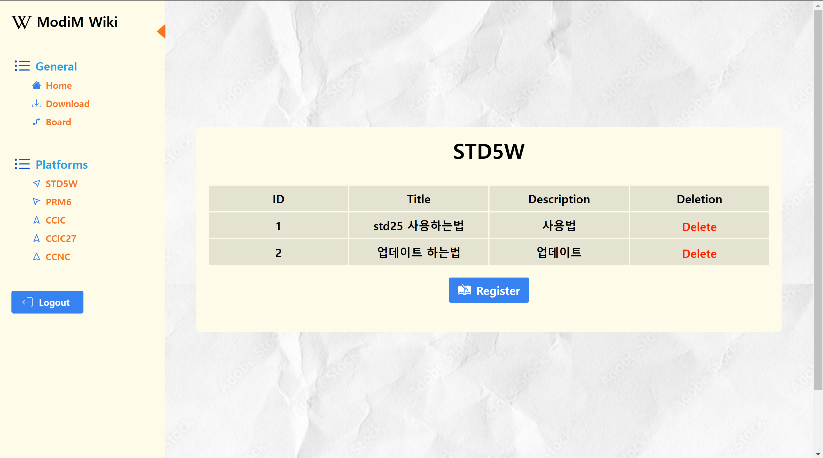 ModiM Wiki
General
Home
Download
Board
Platforms
STD5W
PRM6
CCIC
CCIC27
CCNC
Logout
STD5W
ID Title Description Deletion
1 std25 사용하는법 사용법 Delete
2 업데이트 하는법 업데이트 Delete
Register